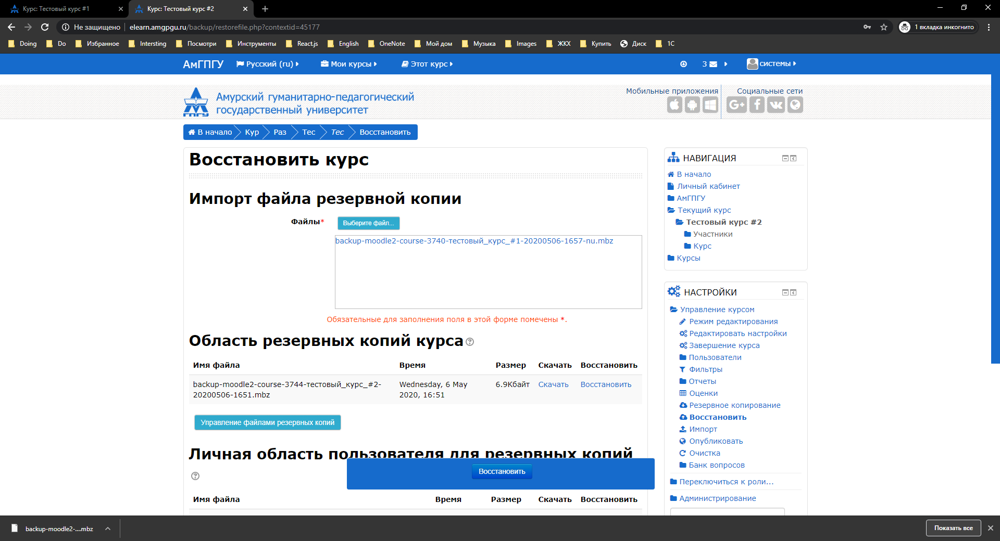 Курс: Тестовый курс #1
Курс: Тестовый курс #2
Не защищено
elearn.amgpgu.ru/backup/restorefile.php?contextid=45177
1 вкладка инкогнито
Doing
Do
Избранное
Intersting
Посмотри
Инструменты
React.js
English
OneNote
Мой дом
Музыка
Images
ЖКХ
Купить
Диск
1С
АмГПГУ
Русский (ru)
Мои курсы
Этот курс
3
системы
ГПГУ
Амурский гуманитарно-педагогический
государственный университет
Мобильные приложения
Социальные сети
В начало
Кур
Раз
Тес
Тес
Восстановить
Восстановить курс
Импорт файла резервной копии
Файлы*
Выберите файл...
backup-moodle2-course-3740-тестовый_курс_#1-20200506-1657-nu.mbz
Обязательные для заполнения поля в этой форме помечены *.
Область резервных копий курса
Имя файла Время Размер Скачать Восстановить
backup-moodle2-course-3744-тестовый_курс_#2-
20200506-1651.mbz
Wednesday, 6 May
2020, 16:51
6.9Кбайт
Скачать
Восстановить
Управление файлами резервных копий
Личная область пользователя для резервных копий
Восстановить
Имя файла Время Размер Скачать Восстановить
НАВИГАЦИЯ
В начало
Личный кабинет
АмГПГУ
Текущий курс
Тестовый курс #2
Участники
Курс
Курсы
НАСТРОЙКИ
Управление курсом
Режим редактирования
Редактировать настройки
Завершение курса
Пользователи
Фильтры
Отчеты
Оценки
Резервное копирование
Восстановить
Импорт
Опубликовать
Очистка
Банк вопросов
Переключиться к роли...
Администрирование
backup-moodle2-....mbz
Показать все